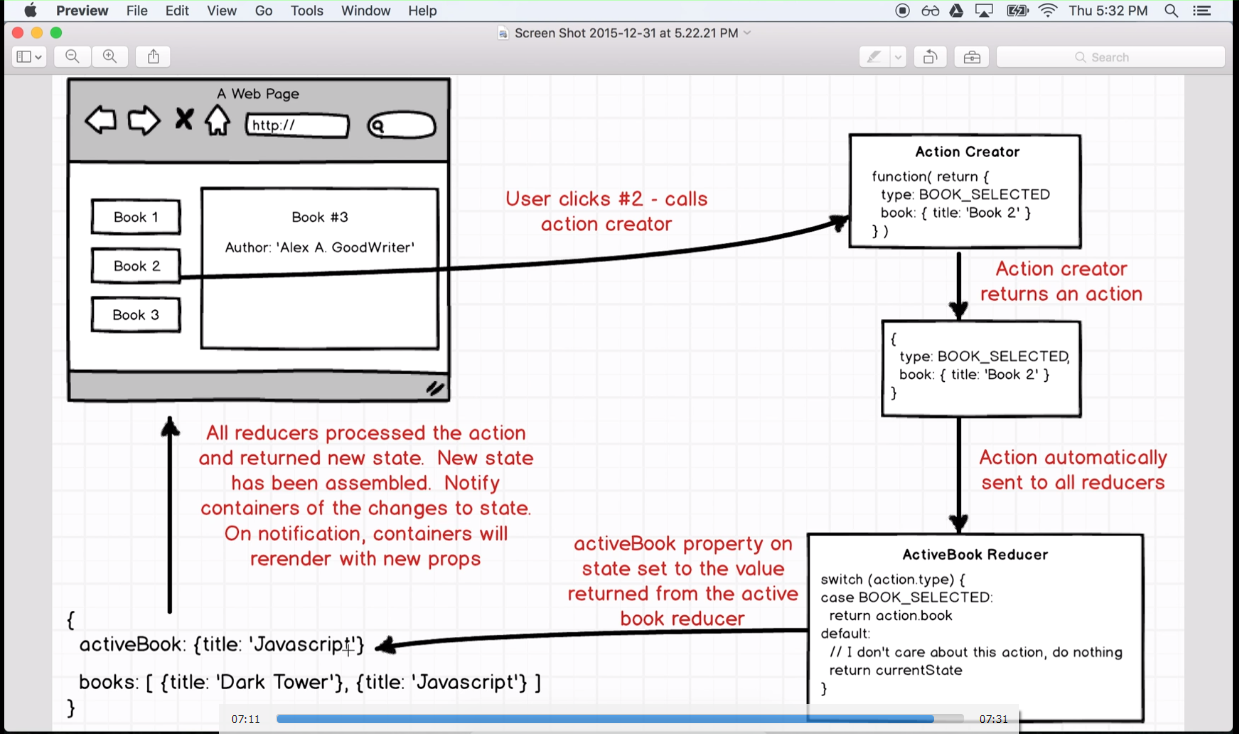 Preview File Edit View Go Tools Window Help Thu 5:32 PM
Screen Shot 2015-12-31 at 5.22.21 PM
Search
A Web Page
http://
Book 1
Book 2
Book 3
Book #3
Author: 'Alex A. GoodWriter'
User clicks #2 - calls
action creator
Action Creator
function( return {
type: BOOK_SELECTED
book: { title: 'Book 2' }
} )
Action creator
returns an action
{
type: BOOK_SELECTED,
book: { title: 'Book 2' }
}
Action automatically
sent to all reducers
ActiveBook Reducer
switch (action.type) {
case BOOK_SELECTED:
return action.book
default:
// I don't care about this action, do nothing
return currentState
}
activeBook property on
state set to the value
returned from the active
book reducer
All reducers processed the action
and returned new state. New state
has been assembled. Notify
containers of the changes to state.
On notification, containers will
rerender with new props
{
activeBook: {title: 'Javascript'}
books: [ {title: 'Dark Tower'}, {title: 'Javascript'} ]
}
07:11 07:31